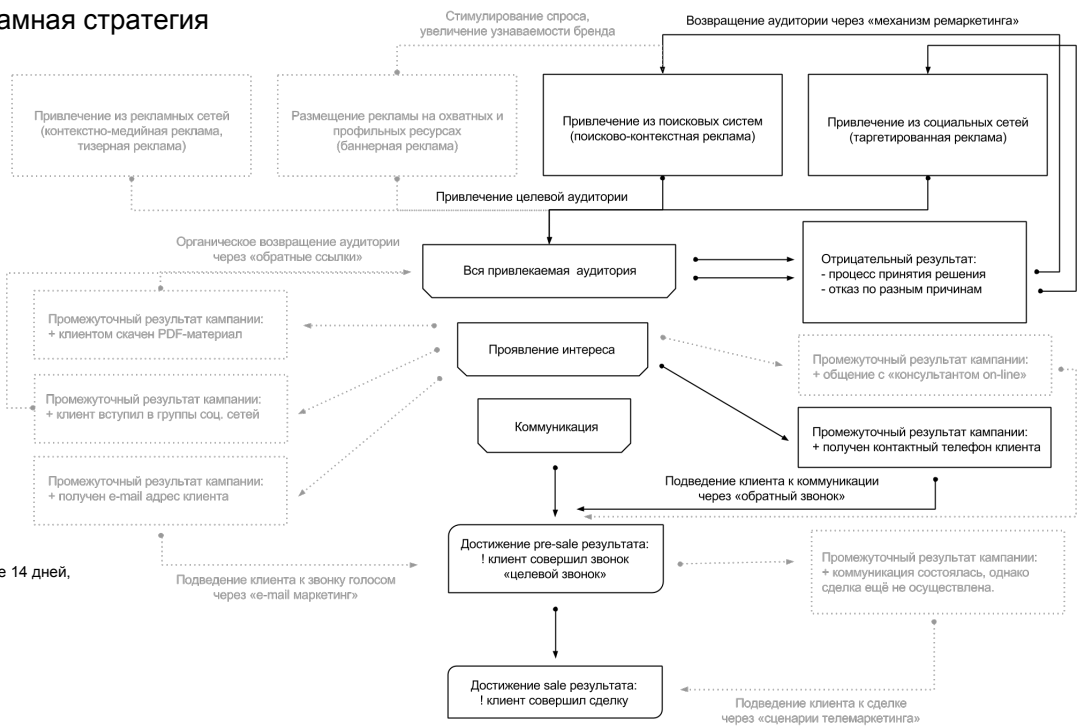 амная стратегия
Стимулирование спроса,
увеличение узнаваемости бренда
Возвращение аудитории через «механизм ремаркетинга»
Привлечение из рекламных сетей
(контекстно-медийная реклама,
тизерная реклама)
Размещение рекламы на охватных и
профильных ресурсах
(баннерная реклама)
Привлечение из поисковых систем
(поисково-контекстная реклама)
Привлечение из социальных сетей
(таргетированная реклама)
Привлечение целевой аудитории
Органическое возвращение аудитории
через «обратные ссылки»
Вся привлекаемая аудитория
Отрицательный результат:
- процесс принятия решения
- отказ по разным причинам
Промежуточный результат кампании:
+ клиентом скачен PDF-материал
Проявление интереса
Промежуточный результат кампании:
+ общение с «консультантом on-line»
Промежуточный результат кампании:
+ клиент вступил в группы соц. сетей
Коммуникация
Промежуточный результат кампании:
+ получен контактный телефон клиента
Промежуточный результат кампании:
+ получен e-mail адрес клиента
Подведение клиента к коммуникации
через «обратный звонок»
Достижение pre-sale результата:
! клиент совершил звонок
«целевой звонок»
е 14 дней,
Подведение клиента к звонку голосом
через «e-mail маркетинг»
Промежуточный результат кампании:
+ коммуникация состоялась, однако
сделка ещё не осуществлена.
Достижение sale результата:
! клиент совершил сделку
Подведение клиента к сделке
через «сценарии телемаркетинга»